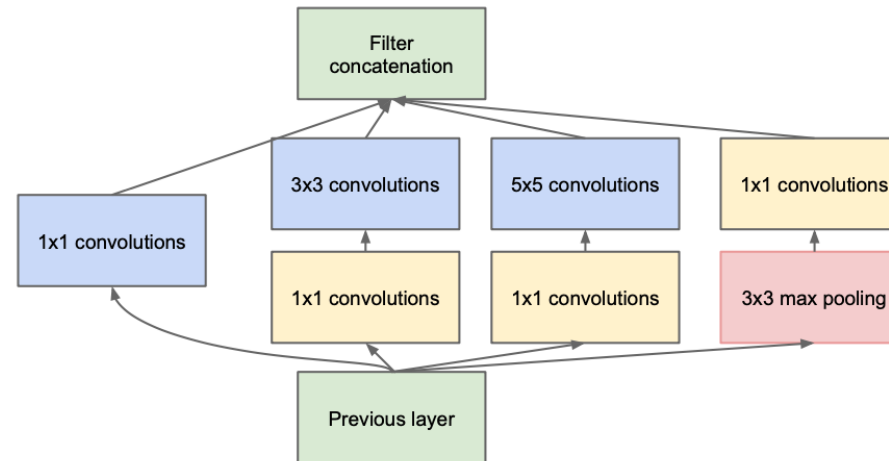 Filter
concatenation
3x3 convolutions
5x5 convolutions
1x1 convolutions
1x1 convolutions
1x1 convolutions
1x1 convolutions
3x3 max pooling
Previous layer